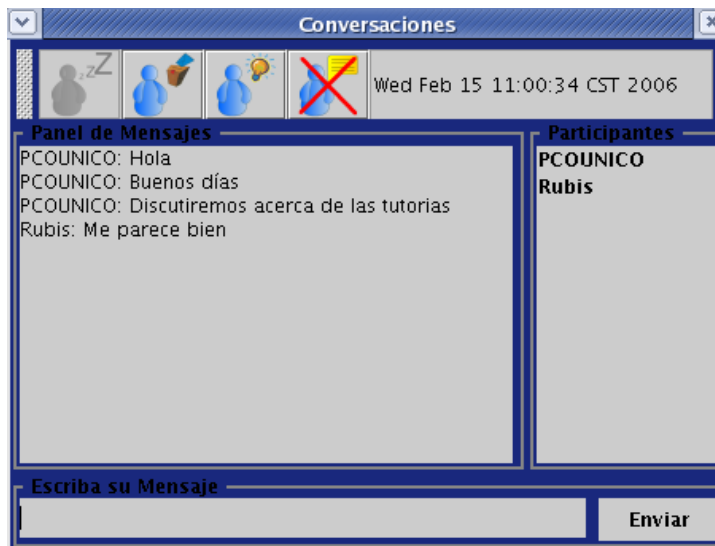 Conversaciones
zZZ
Wed Feb 15 11:00:34 CST 2006
Panel de Mensajes
PCOUNICO: Hola
PCOUNICO: Buenos días
PCOUNICO: Discutiremos acerca de las tutorias
Rubis: Me parece bien
Participantes
PCOUNICO
Rubis
Escriba su Mensaje
Enviar